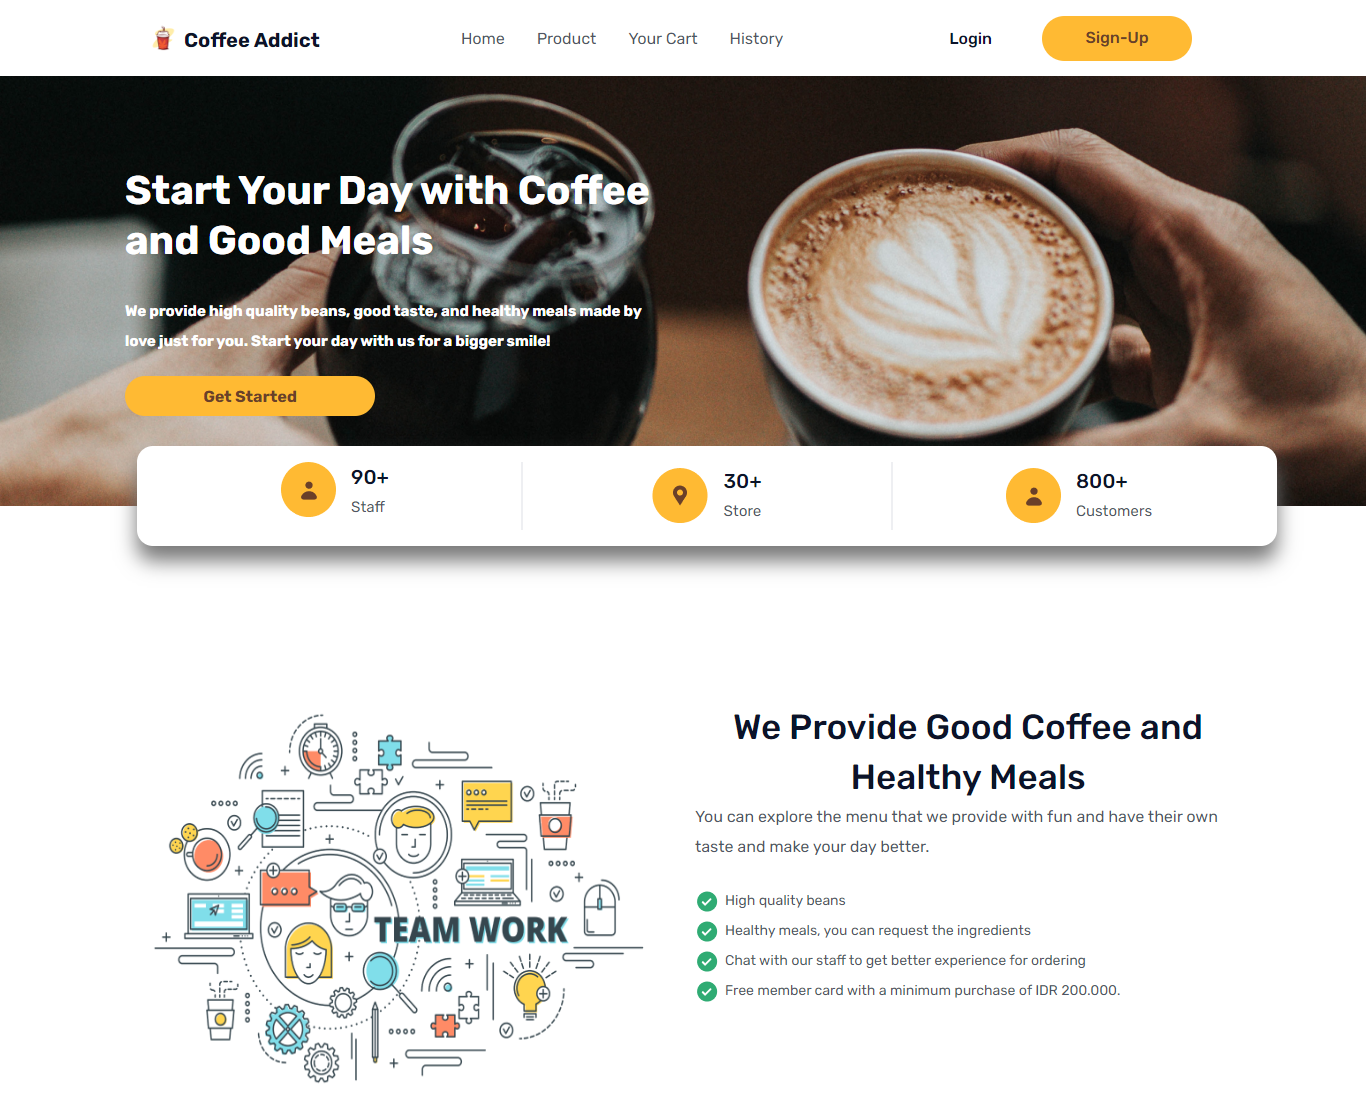 Coffee Addict
Home
Product
Your Cart
History
Login
Sign-Up
Start Your Day with Coffee
and Good Meals
We provide high quality beans, good taste, and healthy meals made by
love just for you. Start your day with us for a bigger smile!
Get Started
90+
Staff
30+
Store
800+
Customers
TEAM WORK
We Provide Good Coffee and
Healthy Meals
You can explore the menu that we provide with fun and have their own
taste and make your day better.
High quality beans
Healthy meals, you can request the ingredients
Chat with our staff to get better experience for ordering
Free member card with a minimum purchase of IDR 200.000.